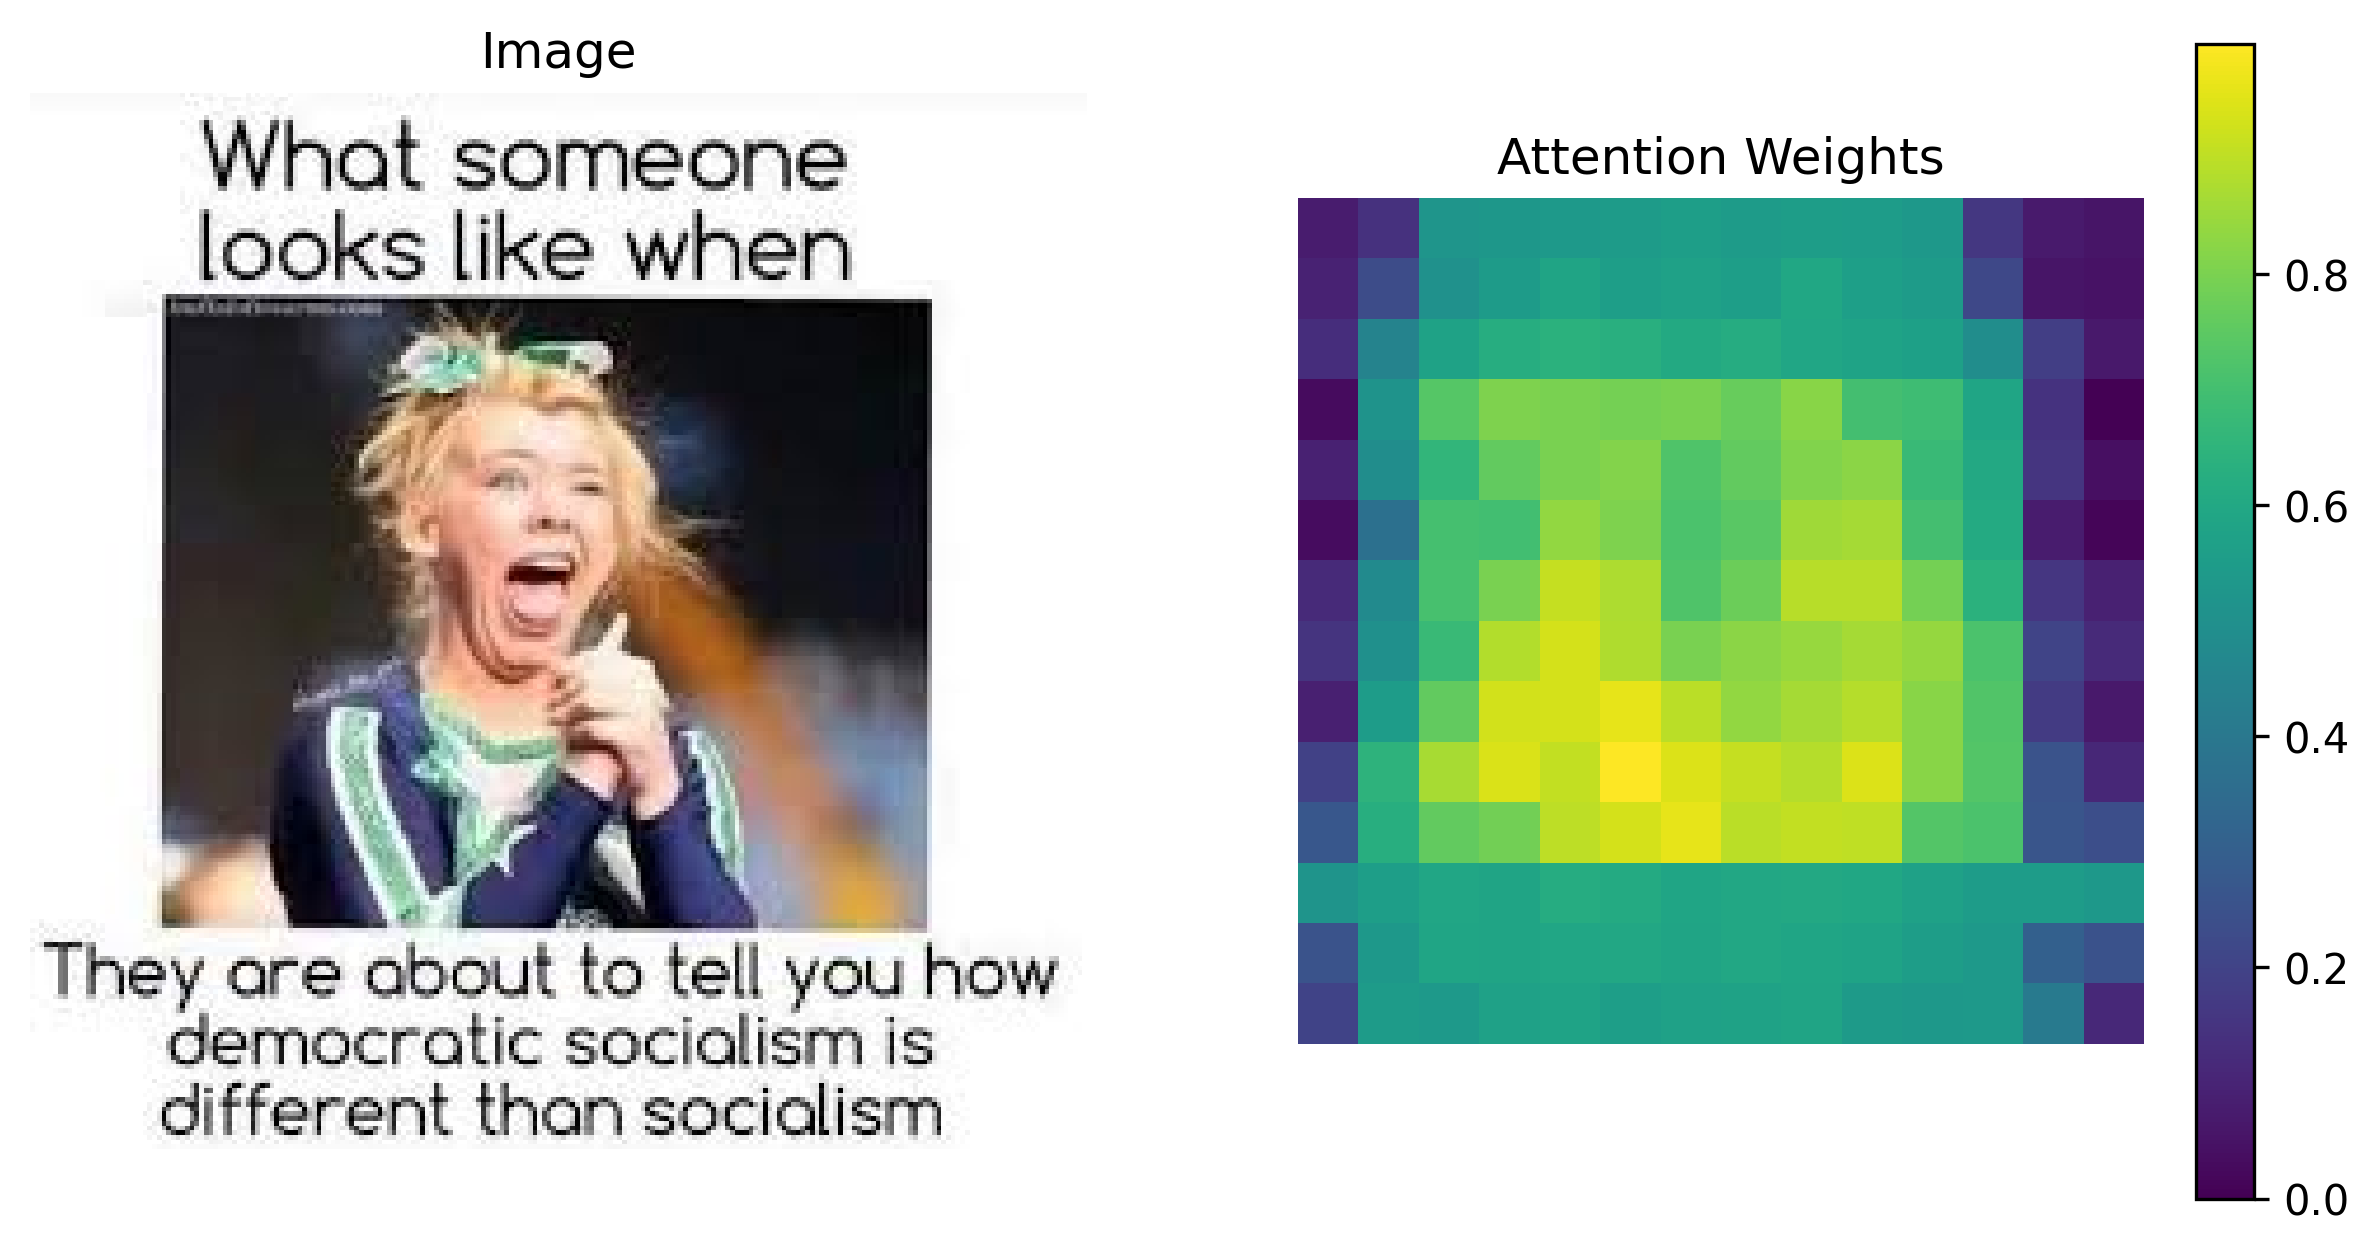 Image
What someone
looks like when
They are about to tell you how
democratic socialism is
different than socialism
Attention Weights
0.8
0.6
0.4
0.2
0.0